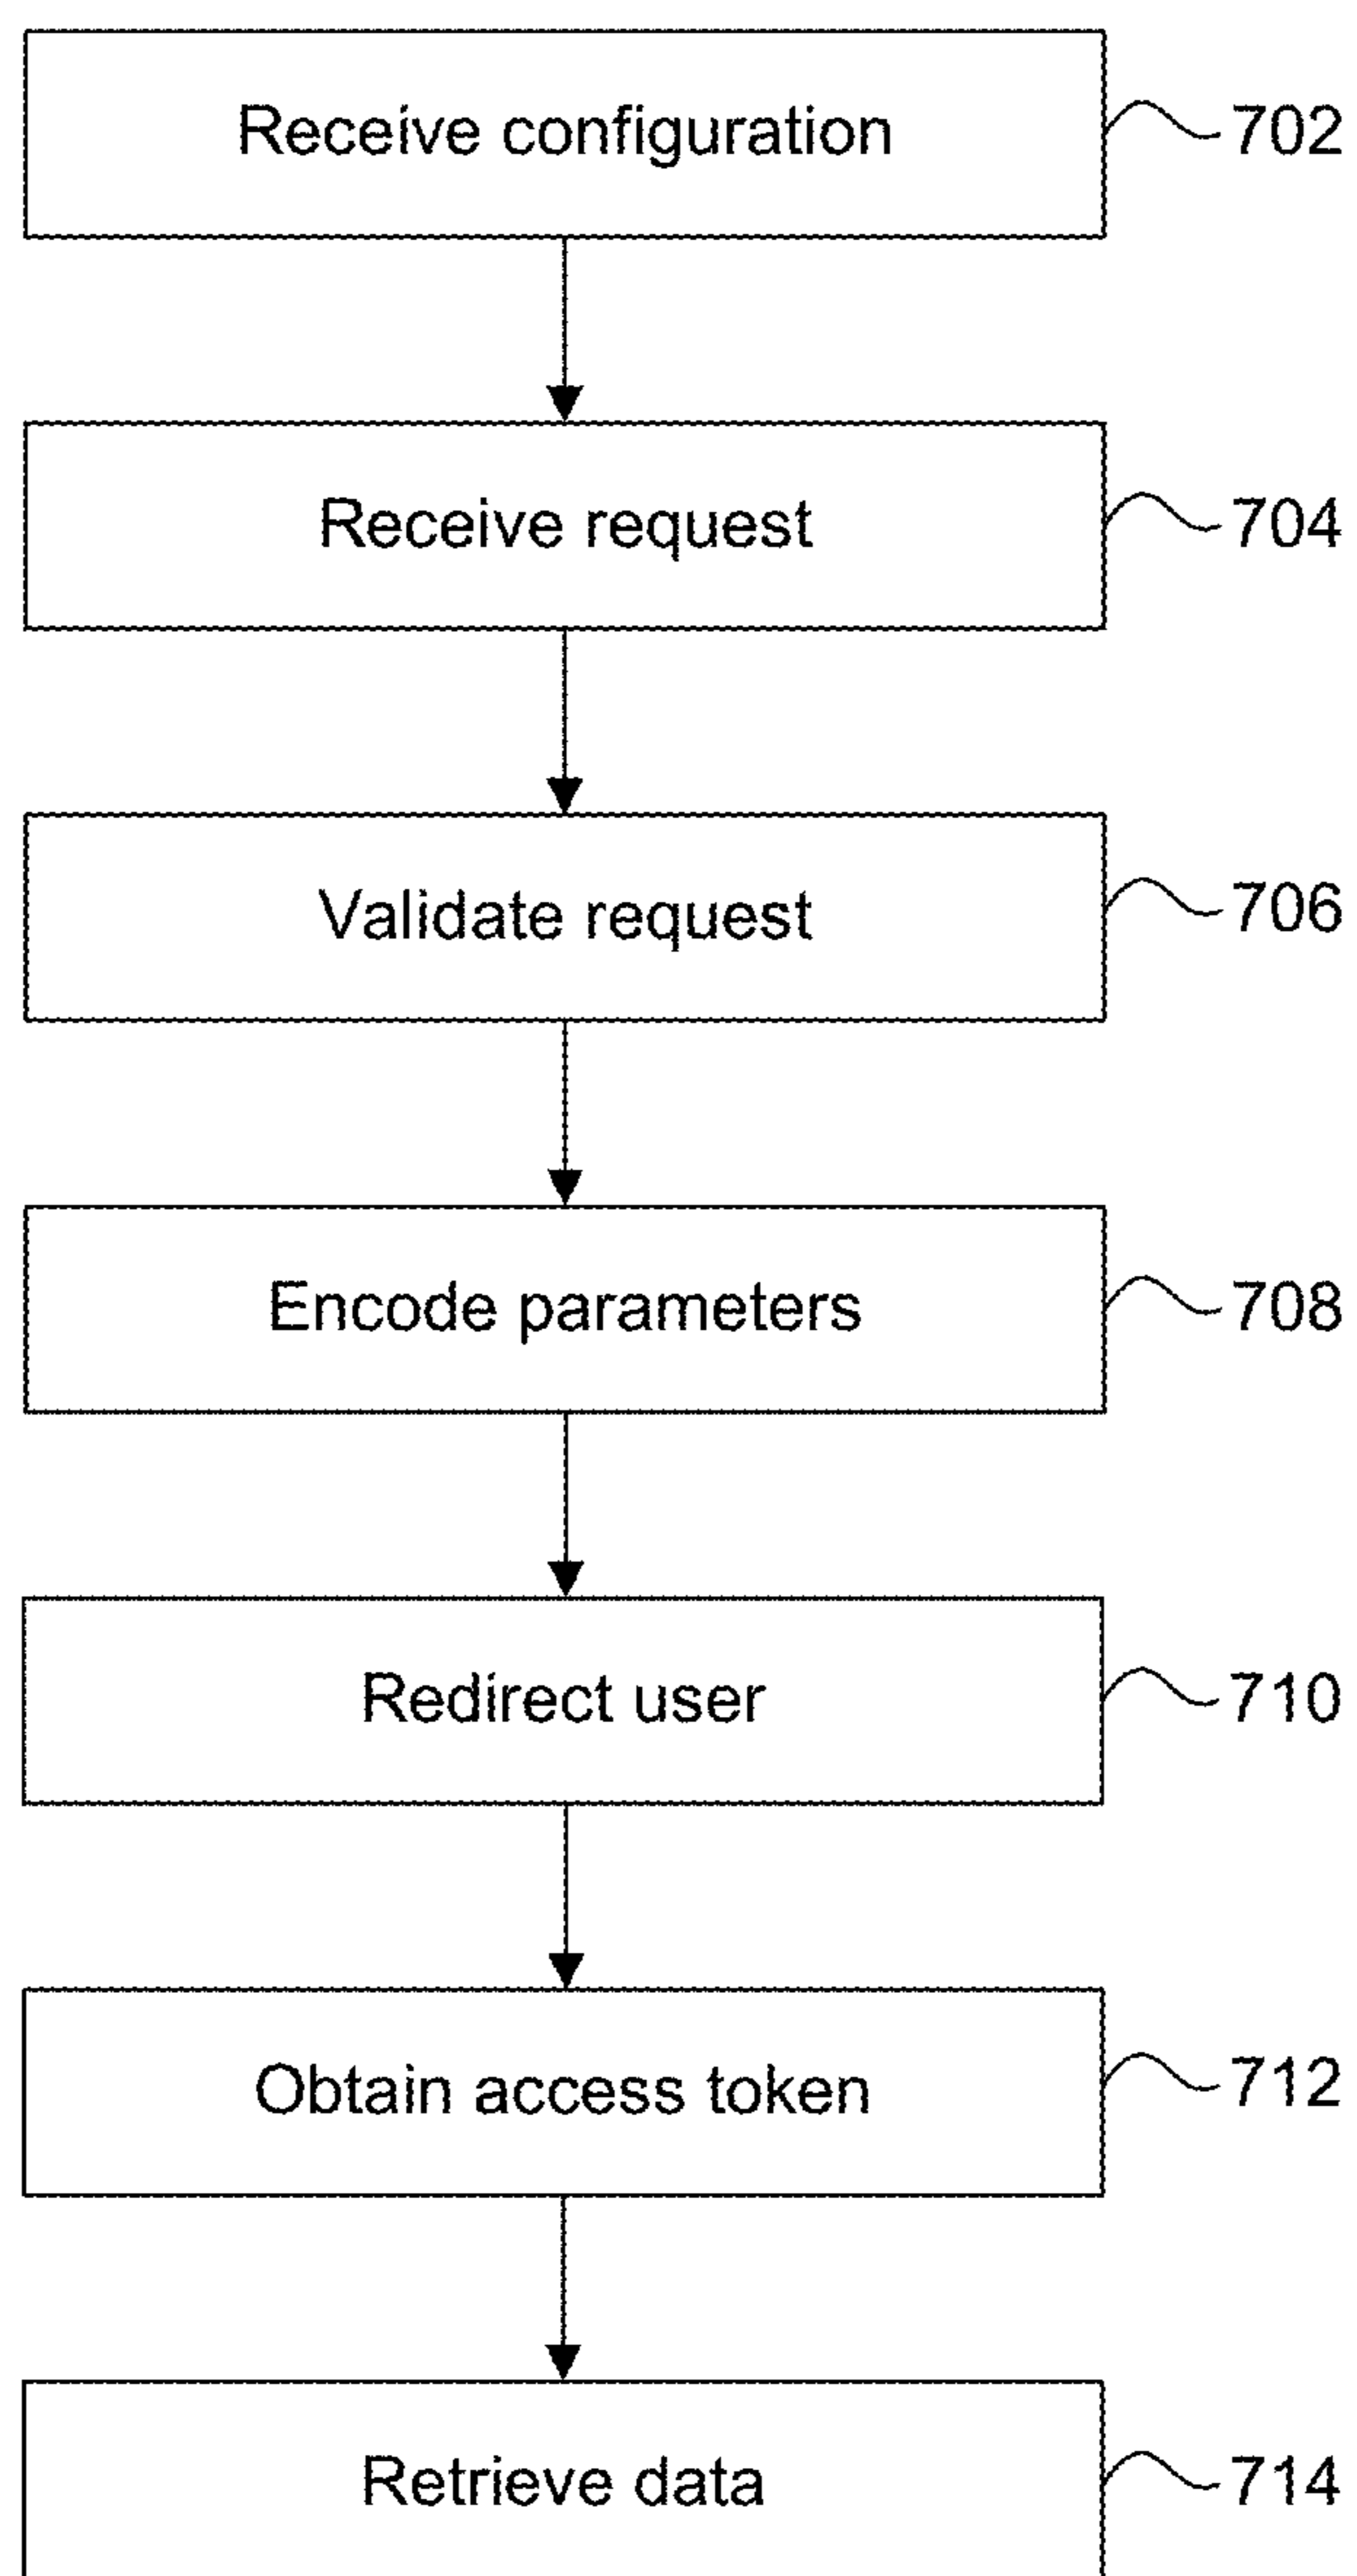 Receive configuration
702
Receive request
704
Validate request
706
Encode parameters
708
Redirect user
710
Obtain access token
712
Retrieve data
714